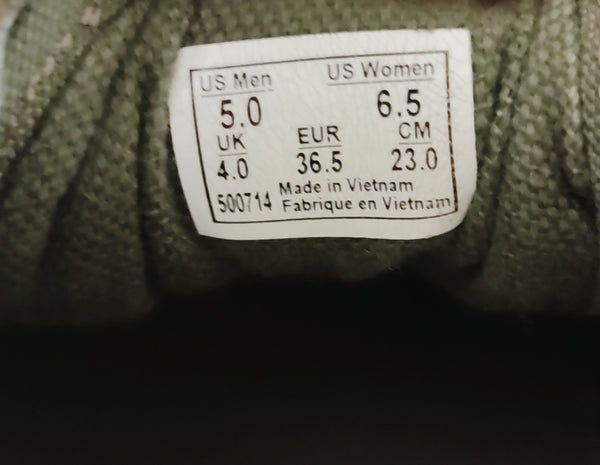 US Men US Women
5.0 6.5
UK EUR CM
4.0 36.5 23.0
500714 Made in Vietnam
Fabrique en Vietnam